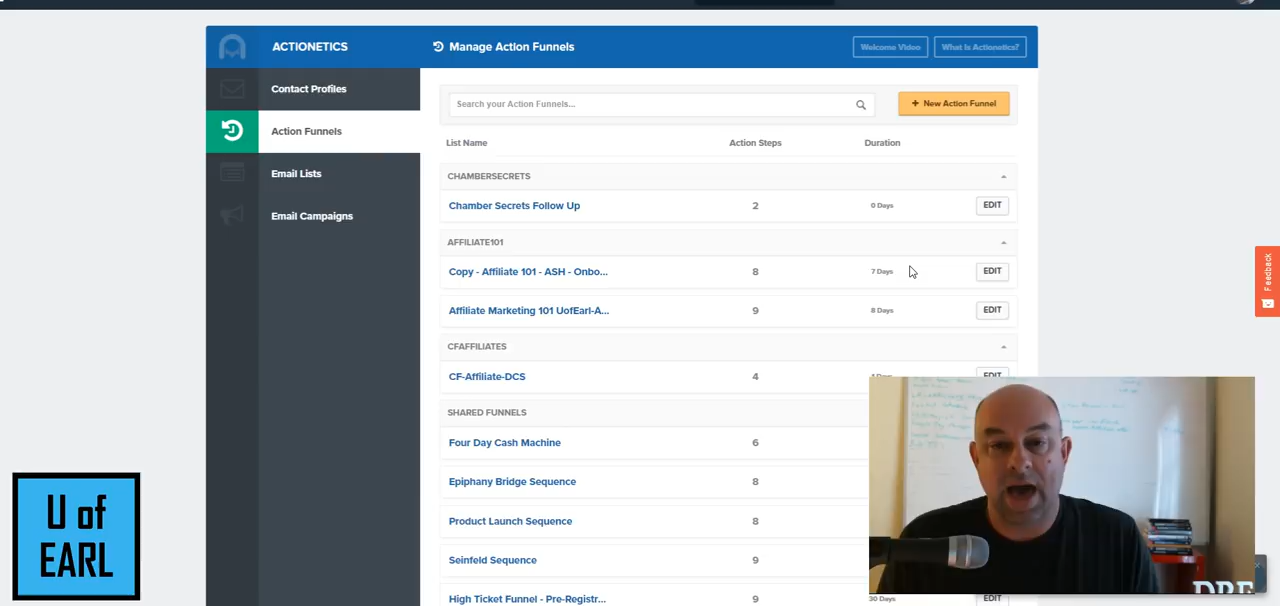 ACTIONETICS
Manage Action Funnels
Welcome Video
What Is Actionetics?
Contact Profiles
Action Funnels
Email Lists
Email Campaigns
Search your Action Funnels...
+ New Action Funnel
List Name Action Steps Duration
CHAMBERSECRETS
Chamber Secrets Follow Up 2 0 Days EDIT
AFFILIATE101
Copy - Affiliate 101 - ASH - Onbo... 8 7 Days EDIT
Affiliate Marketing 101 UofEarl-A... 9 8 Days EDIT
CFAFFILIATES
CF-Affiliate-DCS 4 EDIT
SHARED FUNNELS
Four Day Cash Machine 6
Epiphany Bridge Sequence 8
Product Launch Sequence 8
Seinfeld Sequence 9
High Ticket Funnel - Pre-Registr... 9 30 Days EDIT
Feedback
U of
EARL